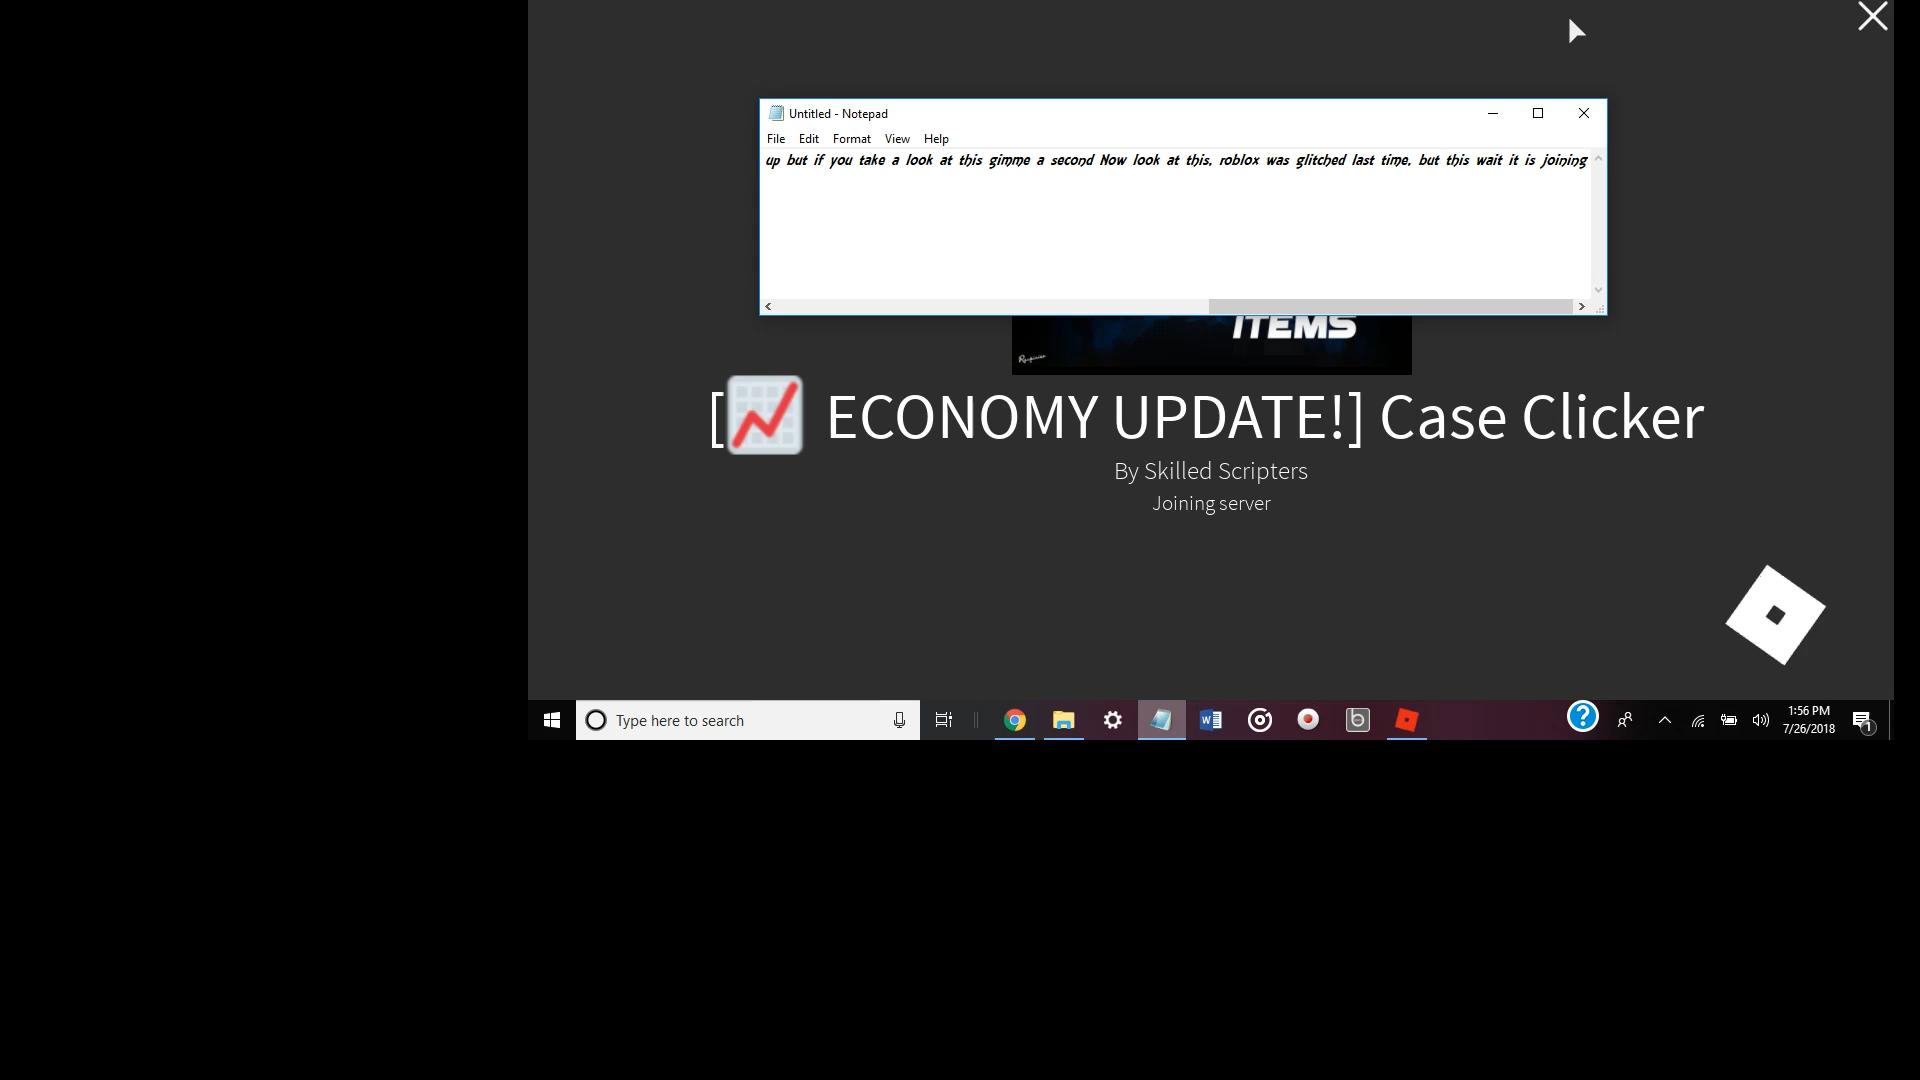 Untitled - Notepad
File Edit Format View Help
up but if you take a look at this gimme a second Now look at this, roblox was glitched last time, but this wait it is joining
ITEMS
[📈 ECONOMY UPDATE!] Case Clicker
By Skilled Scripters
Joining server
Type here to search
1:56 PM
7/26/2018
1